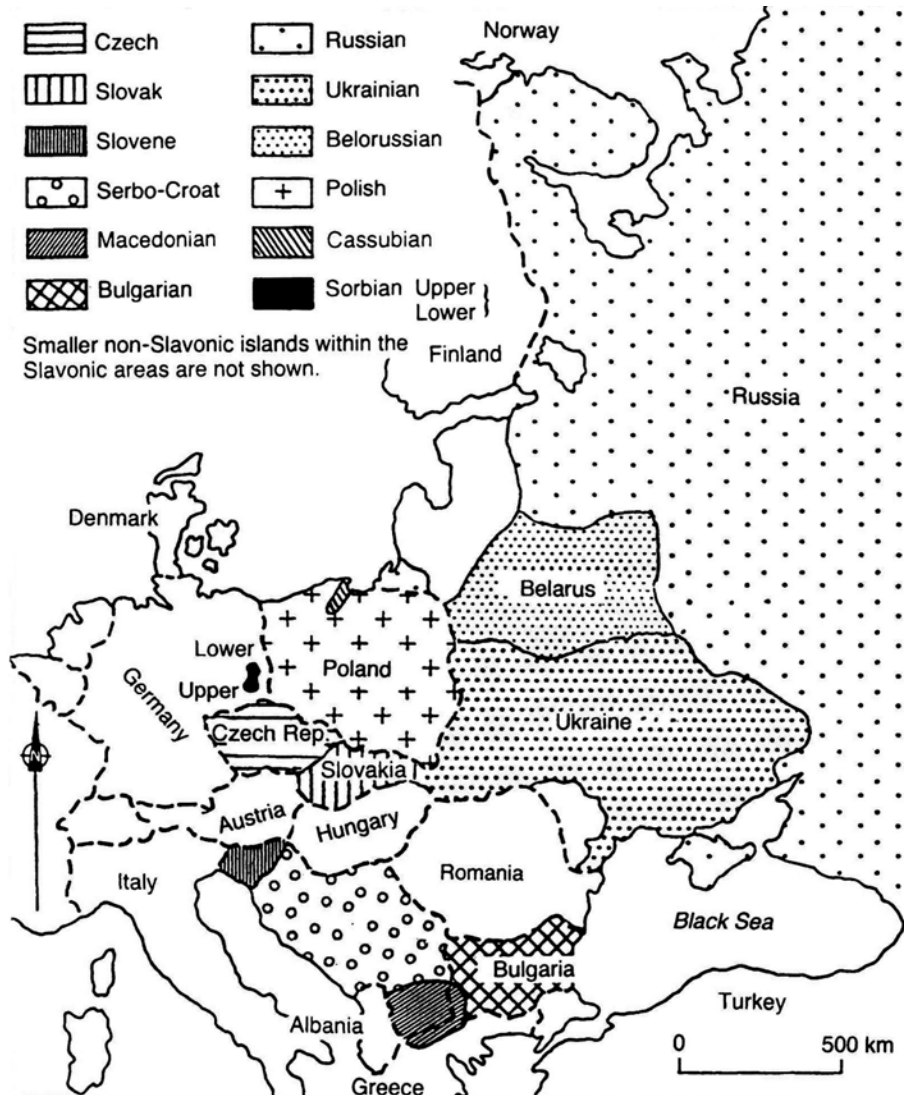 Czech
Slovak
Slovene
Serbo-Croat
Macedonian
Bulgarian
Russian
Ukrainian
Belorussian
Polish
Cassubian
Sorbian
Upper
Lower
Smaller non-Slavonic islands within the
Slavonic areas are not shown.
Norway
Finland
Russia
Denmark
Belarus
Lower
Upper
Poland
Germany
Ukraine
Czech Rep.
Slovakia
Austria
Hungary
N
Italy
Romania
Black Sea
Bulgaria
Albania
Turkey
Greece
0 500 km